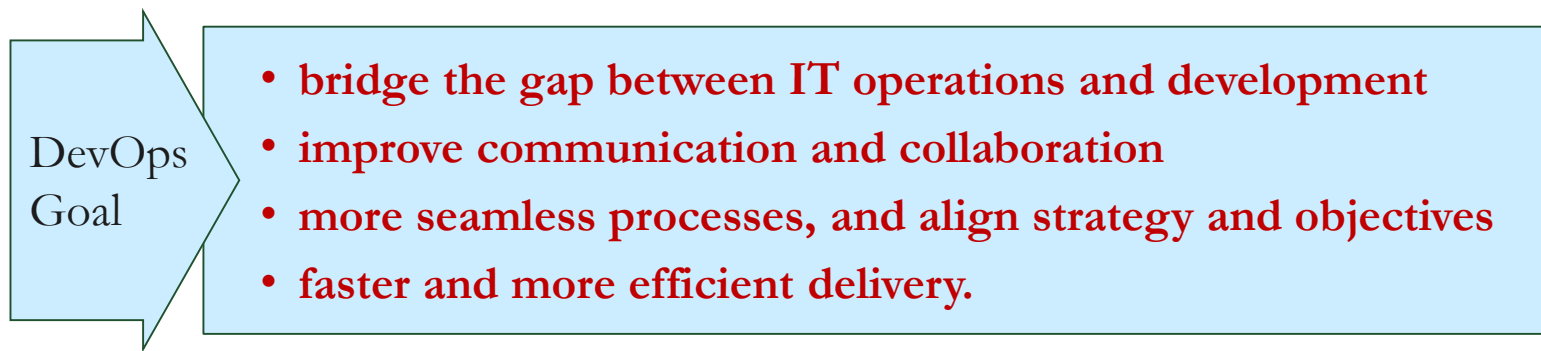 DevOps
Goal
• bridge the gap between IT operations and development
• improve communication and collaboration
• more seamless processes, and align strategy and objectives
• faster and more efficient delivery.